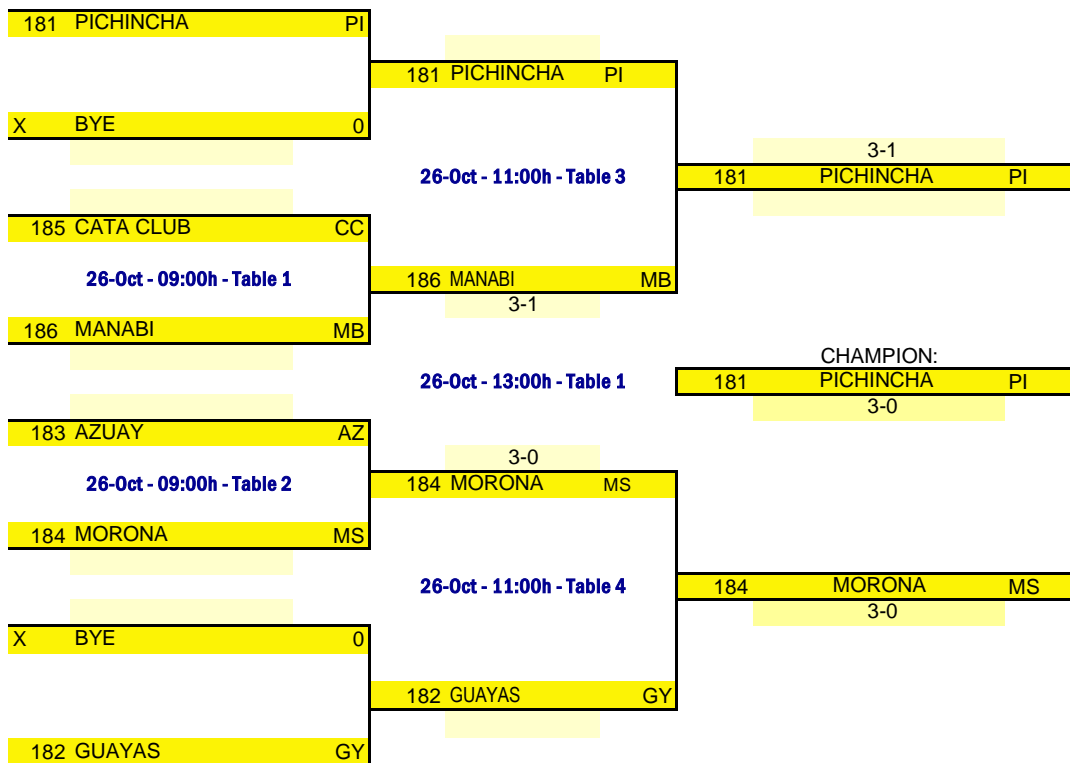 181 PICHINCHA PI
X BYE 0
185 CATA CLUB CC
26-Oct - 09:00h - Table 1
186 MANABI MB
183 AZUAY AZ
26-Oct - 09:00h - Table 2
184 MORONA MS
X BYE 0
182 GUAYAS GY
181 PICHINCHA PI
26-Oct - 11:00h - Table 3
186 MANABI MB
3-1
26-Oct - 13:00h - Table 1
3-0
184 MORONA MS
26-Oct - 11:00h - Table 4
182 GUAYAS GY
3-1
181 PICHINCHA PI
CHAMPION:
181 PICHINCHA PI
3-0
184 MORONA MS
3-0